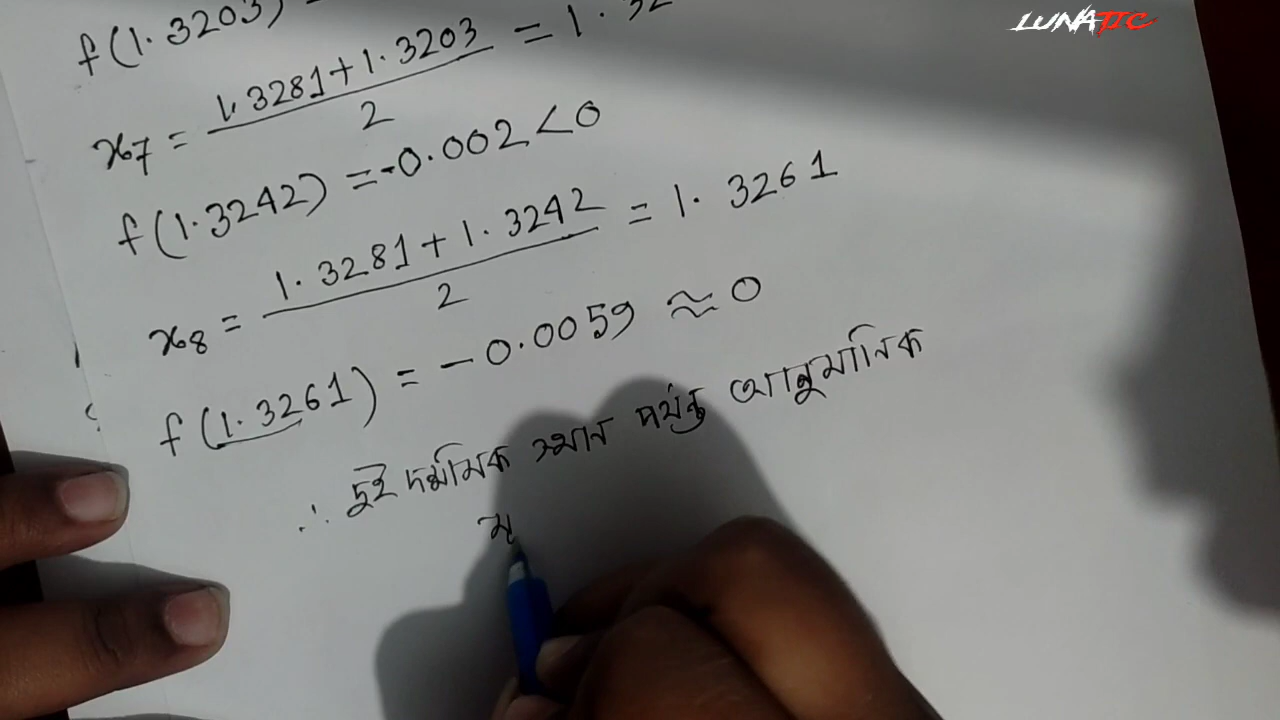 LUNATIC
f(1.3203)
x₇ = (1.3281+1.3203)/2 = 1.32
f(1.3242) = -0.002 < 0
x₈ = (1.3281+1.3242)/2 = 1.3261
f(1.3261) = -0.0059 ≈ 0
∴ দুই দশমিক স্থান পর্যন্ত আনুমানিক
মূ